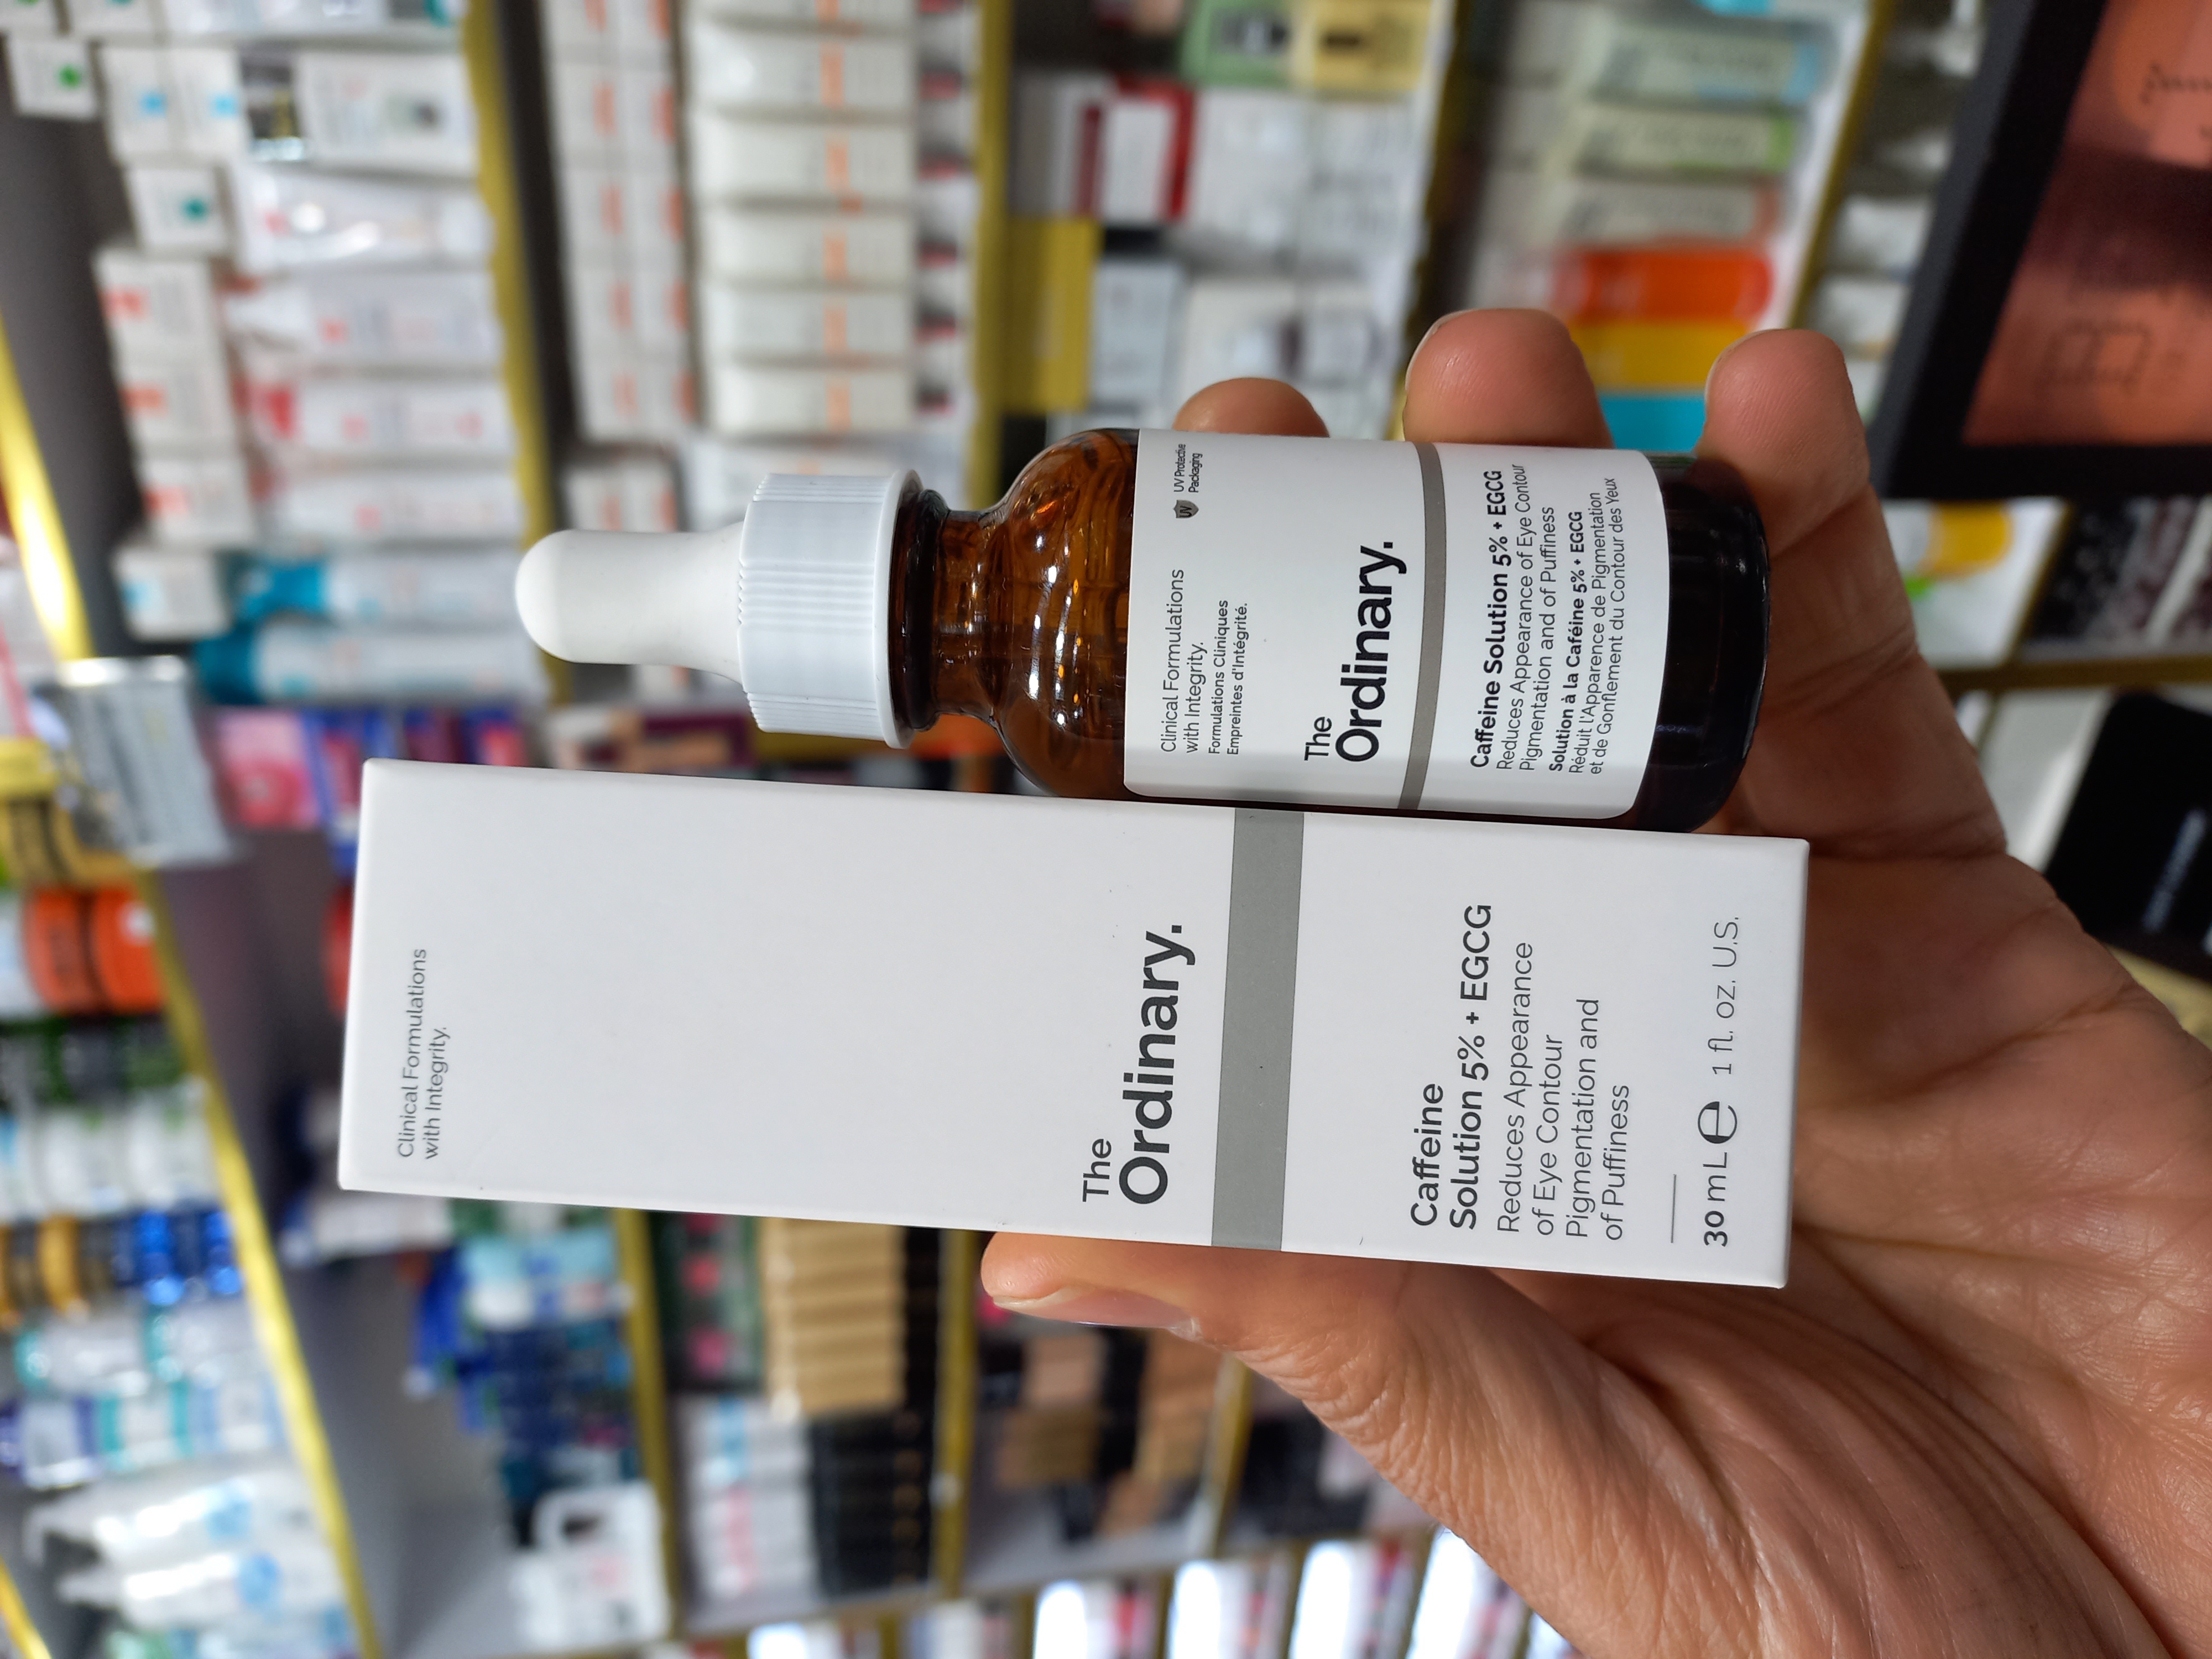 Clinical Formulations
with Integrity.
Formulations Cliniques
Empreintes d'Intégrité.
UV
UV Protective
Packaging
The
Ordinary.
Caffeine Solution 5% + EGCG
Reduces Appearance of Eye Contour
Pigmentation and of Puffiness
Solution à la Caféine 5% + EGCG
Réduit l'Apparence de Pigmentation
et de Gonflement du Contour des Yeux
Clinical Formulations
with Integrity.
The
Ordinary.
Caffeine
Solution 5% + EGCG
Reduces Appearance
of Eye Contour
Pigmentation and
of Puffiness
30 mL ℮ 1 fl. oz. U.S.